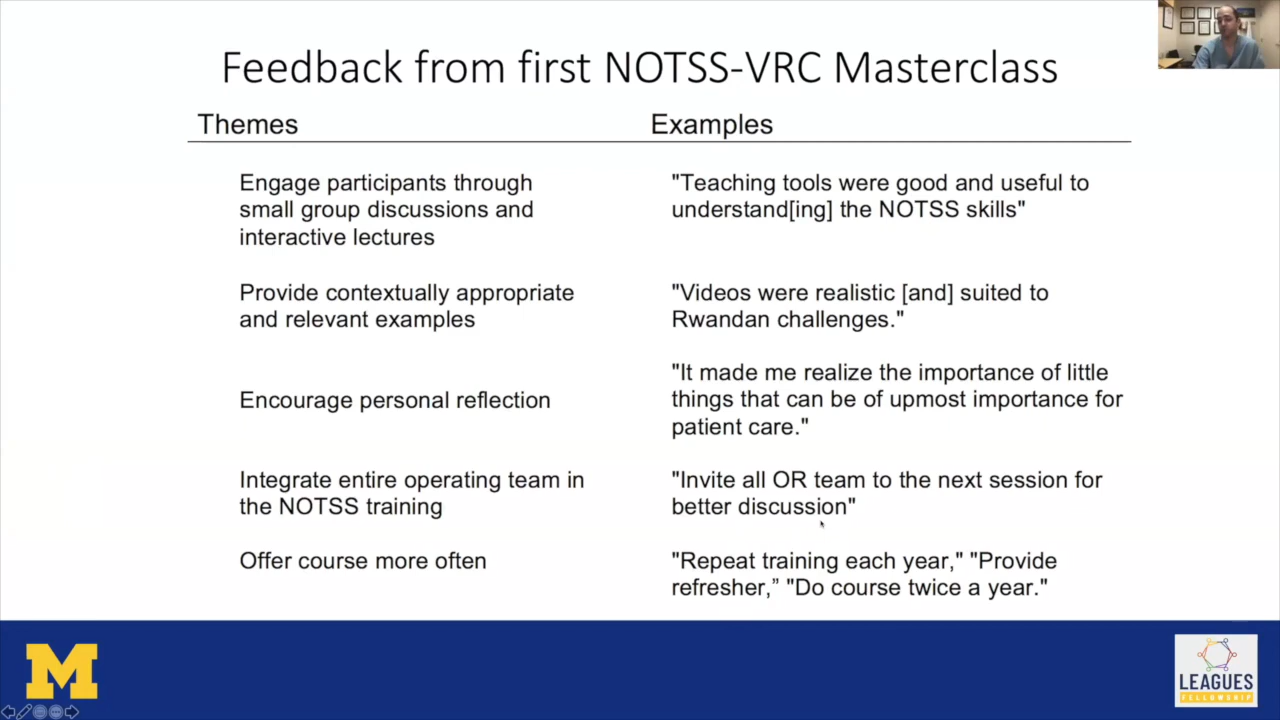 Feedback from first NOTSS-VRC Masterclass
Themes
Examples
Engage participants through
small group discussions and
interactive lectures
"Teaching tools were good and useful to
understand[ing] the NOTSS skills"
Provide contextually appropriate
and relevant examples
"Videos were realistic [and] suited to
Rwandan challenges."
Encourage personal reflection
"It made me realize the importance of little
things that can be of upmost importance for
patient care."
Integrate entire operating team in
the NOTSS training
"Invite all OR team to the next session for
better discussion"
Offer course more often
"Repeat training each year," "Provide
refresher,” "Do course twice a year."
M
LEAGUES
FELLOWSHIP